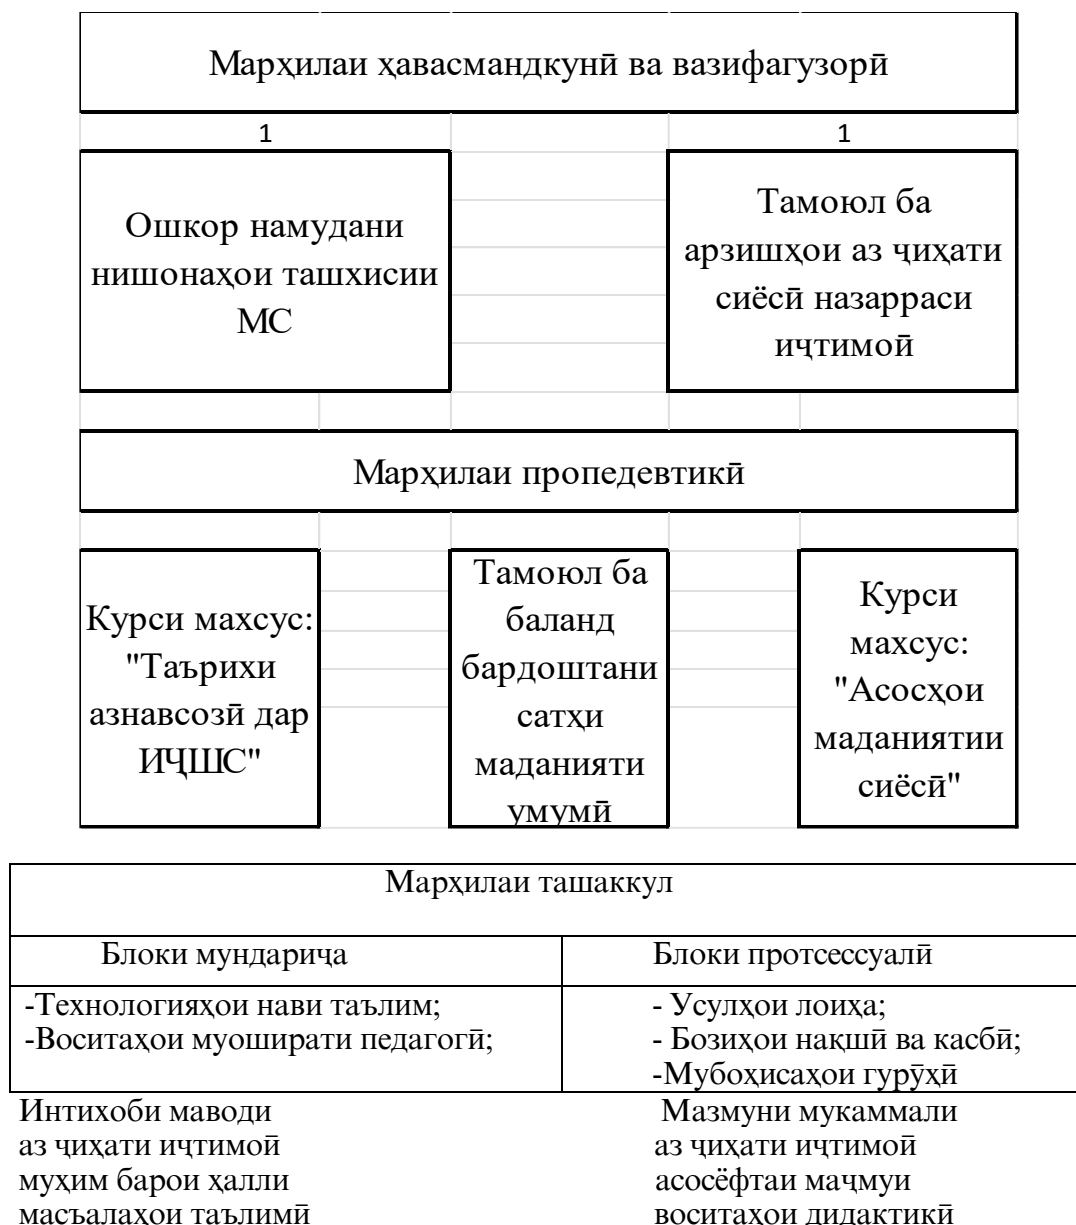 Марҳилаи ҳавасмандкунӣ ва вазифагузорӣ
1
1
Ошкор намудани
нишонаҳои ташхисии
МС
Тамоюл ба
арзишҳои аз ҷиҳати
сиёсӣ назарраси
иҷтимоӣ
Марҳилаи пропедевтикӣ
Курси махсус:
"Таърихи
азнавсозӣ дар
ИҶШС"
Тамоюл ба
баланд
бардоштани
сатҳи
маданияти
умумӣ
Курси
махсус:
"Асосҳои
маданиятии
сиёсӣ"
Марҳилаи ташаккул
Блоки мундариҷа
Блоки протсессуалӣ
-Технологияҳои нави таълим;
-Воситаҳои муоширати педагогӣ;
- Усулҳои лоиҳа;
- Бозиҳои нақшӣ ва касбӣ;
-Мубоҳисаҳои гурӯҳӣ
Интихоби маводи
аз ҷиҳати иҷтимоӣ
муҳим барои ҳалли
масъалаҳои таълимӣ
Мазмуни мукаммали
аз ҷиҳати иҷтимоӣ
асосёфтаи маҷмуи
воситаҳои дидактикӣ